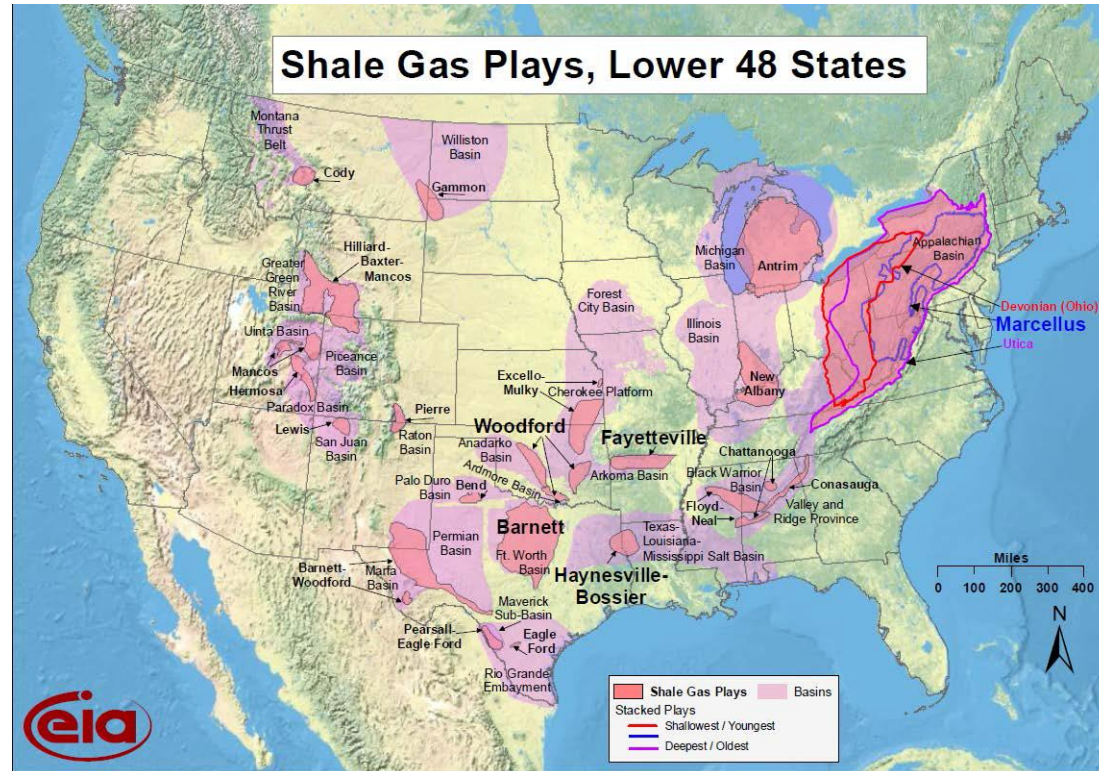 Shale Gas Plays, Lower 48 States
Montana
Thrust
Belt
Cody
Williston
Basin
Gammon
Hilliard-
Baxter-
Mancos
Greater
Green
River
Basin
Uinta Basin
Mancos
Piceance
Basin
Hermosa
Paradox Basin
Lewis
San Juan
Basin
Pierre
Raton
Basin
Forest
City Basin
Excello-
Mulky
Cherokee Platform
Michigan
Basin
Antrim
Illinois
Basin
New
Albany
Appalachian
Basin
Devonian (Ohio)
Marcellus
Utica
Woodford
Anadarko
Basin
Ardmore Basin
Palo Duro
Basin
Bend
Fayetteville
Arkoma Basin
Chattanooga
Black Warrior
Basin
Conasauga
Floyd-
Neal
Valley and
Ridge Province
Permian
Basin
Barnett
Ft. Worth
Basin
Texas-
Louisiana-
Mississippi Salt Basin
Haynesville-
Bossier
Barnett-
Woodford
Marfa
Basin
Maverick
Sub-Basin
Pearsall-
Eagle Ford
Eagle
Ford
Rio Grande
Embayment
Miles
0 100 200 300 400
N
Shale Gas Plays
Basins
Stacked Plays
Shallowest / Youngest
Deepest / Oldest
eia